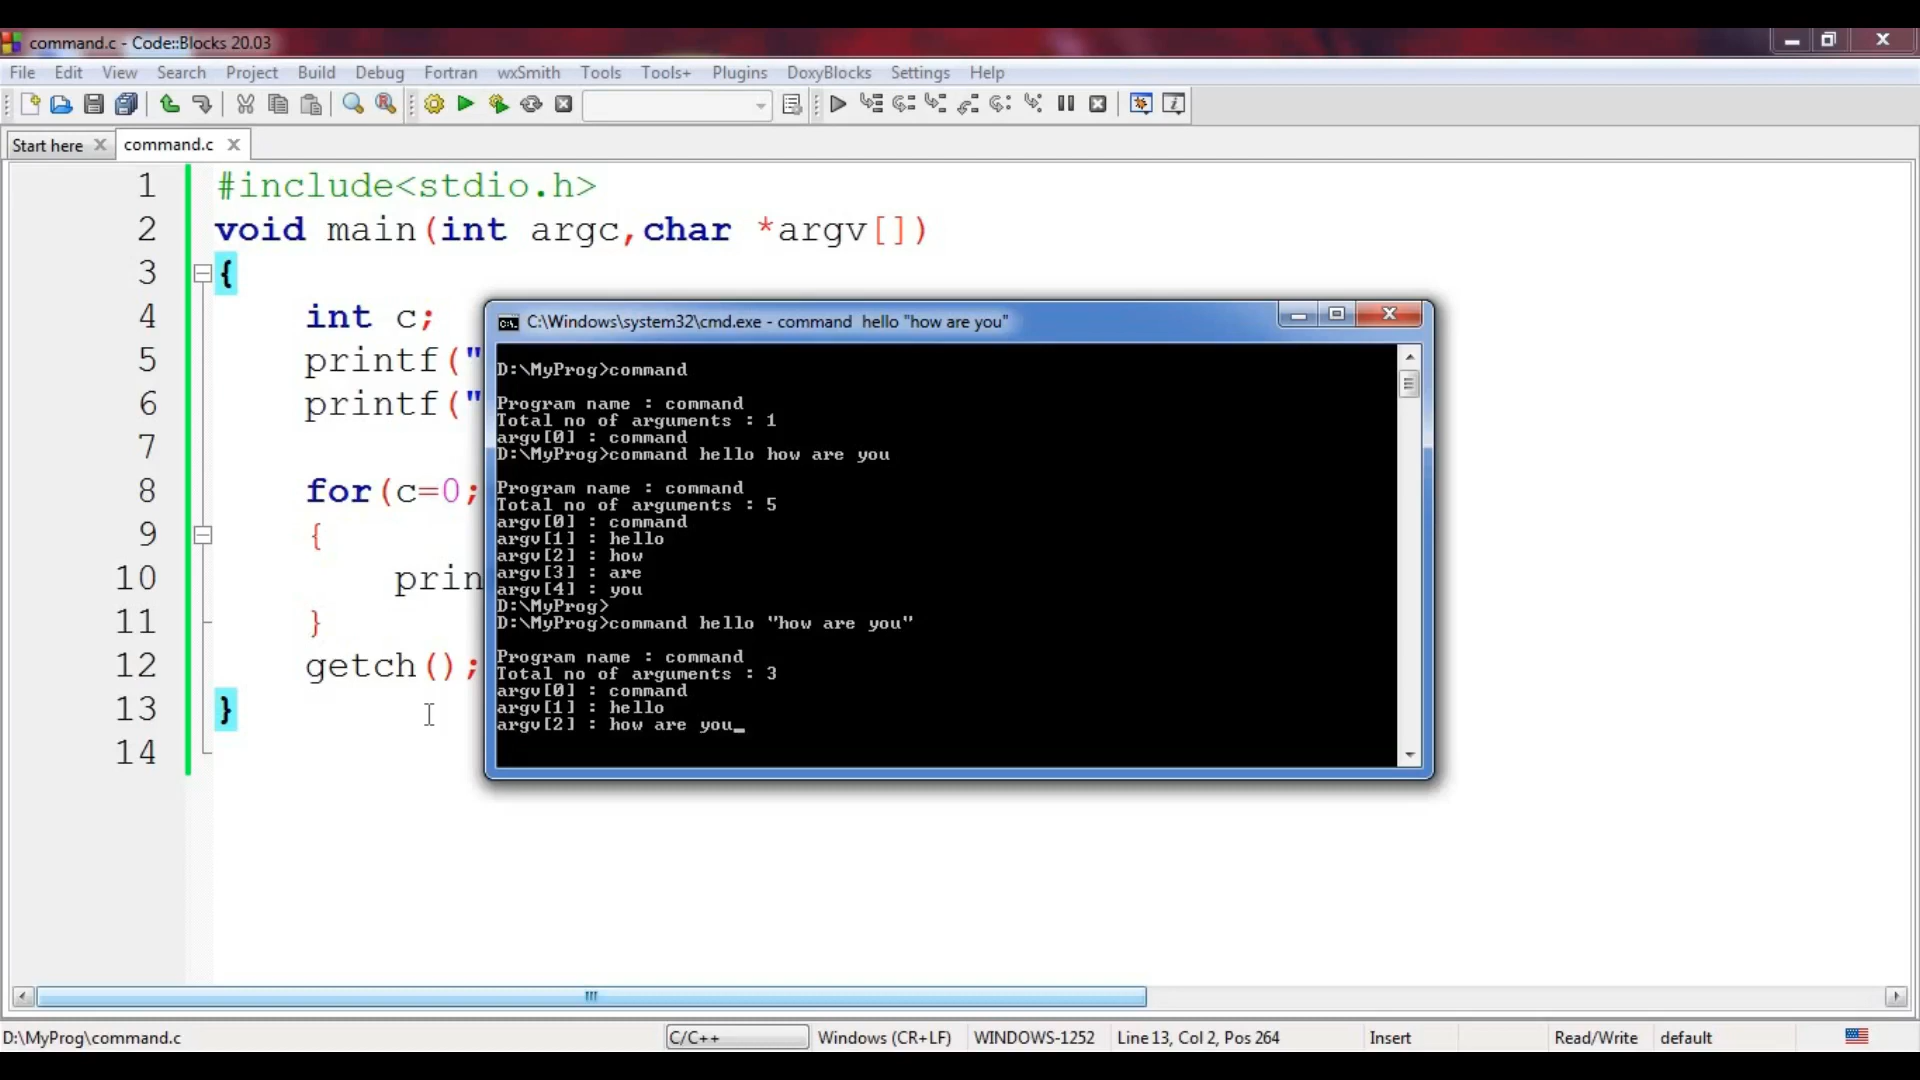 command.c - Code::Blocks 20.03
File Edit View Search Project Build Debug Fortran wxSmith Tools Tools+ Plugins DoxyBlocks Settings Help
Start here command.c
1 #include<stdio.h>
2 void main(int argc,char *argv[])
3 {
4 int c;
5 printf("
6 printf("
7
8 for(c=0;
9 {
10 prin
11 }
12 getch();
13 }
14
C:\Windows\system32\cmd.exe - command  hello "how are you"
D:\MyProg>command
Program name : command
Total no of arguments : 1
argv[0] : command
D:\MyProg>command hello how are you
Program name : command
Total no of arguments : 5
argv[0] : command
argv[1] : hello
argv[2] : how
argv[3] : are
argv[4] : you
D:\MyProg>
D:\MyProg>command hello "how are you"
Program name : command
Total no of arguments : 3
argv[0] : command
argv[1] : hello
argv[2] : how are you_
D:\MyProg\command.c C/C++ Windows (CR+LF) WINDOWS-1252 Line 13, Col 2, Pos 264 Insert Read/Write default